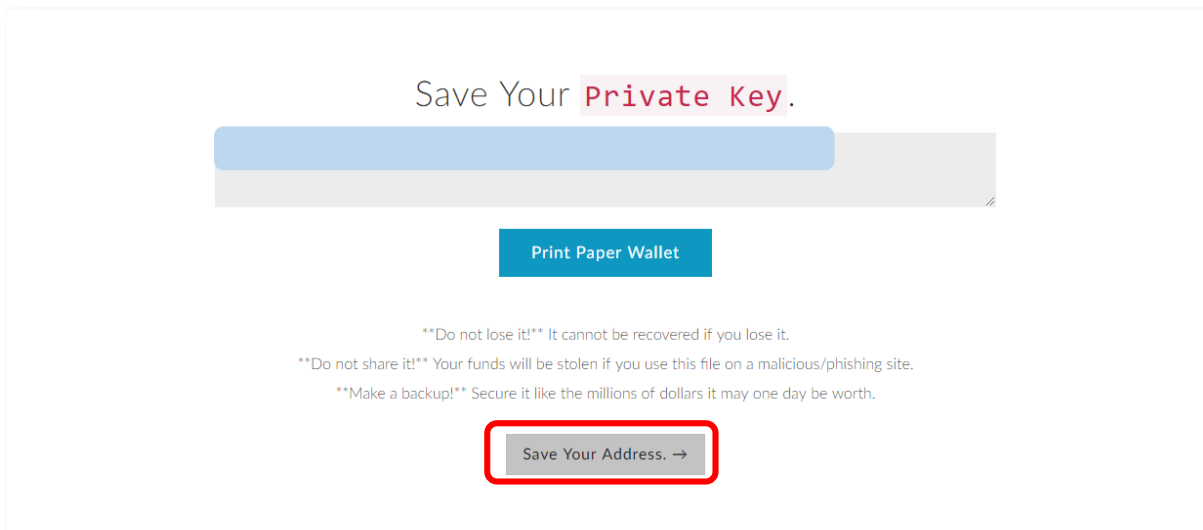 Save Your Private Key.
Print Paper Wallet
**Do not lose it!** It cannot be recovered if you lose it.
**Do not share it!** Your funds will be stolen if you use this file on a malicious/phishing site.
**Make a backup!** Secure it like the millions of dollars it may one day be worth.
Save Your Address. →